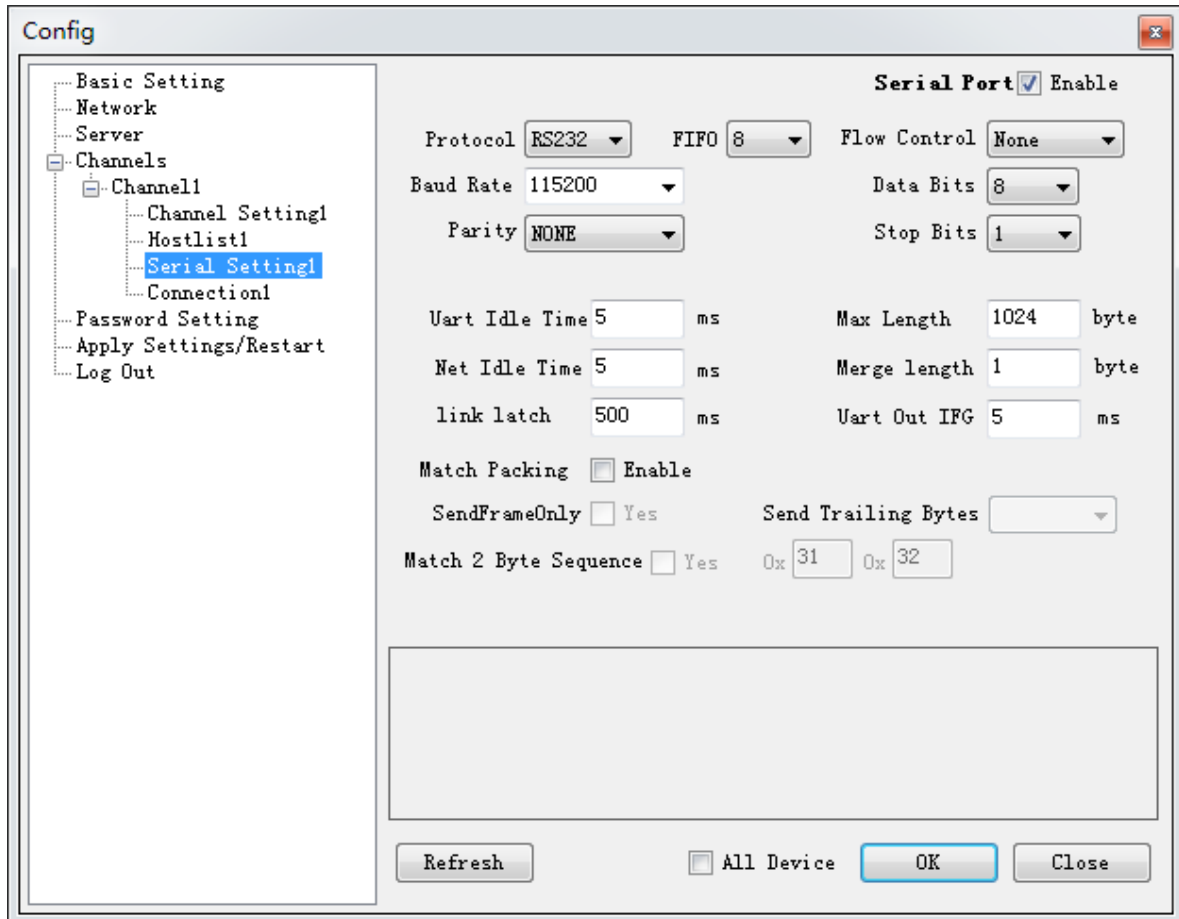 Config
Basic Setting
Network
Server
Channels
Channel1
Channel Setting1
Hostlist1
Serial Setting1
Connection1
Password Setting
Apply Settings/Restart
Log Out
Serial Port Enable
Protocol RS232 FIFO 8 Flow Control None
Baud Rate 115200 Data Bits 8
Parity NONE Stop Bits 1
Uart Idle Time 5 ms Max Length 1024 byte
Net Idle Time 5 ms Merge length 1 byte
link latch 500 ms Uart Out IFG 5 ms
Match Packing Enable
SendFrameOnly Yes Send Trailing Bytes
Match 2 Byte Sequence Yes 0x 31 0x 32
Refresh All Device OK Close